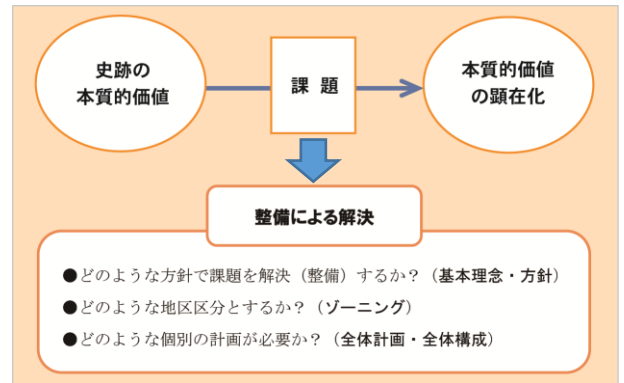 史跡の
本質的価値
課 題
本質的価値
の顕在化
整備による解決
●どのような方針で課題を解決（整備）するか？（基本理念・方針）
●どのような地区区分とするか？（ゾーニング）
●どのような個別の計画が必要か？（全体計画・全体構成）